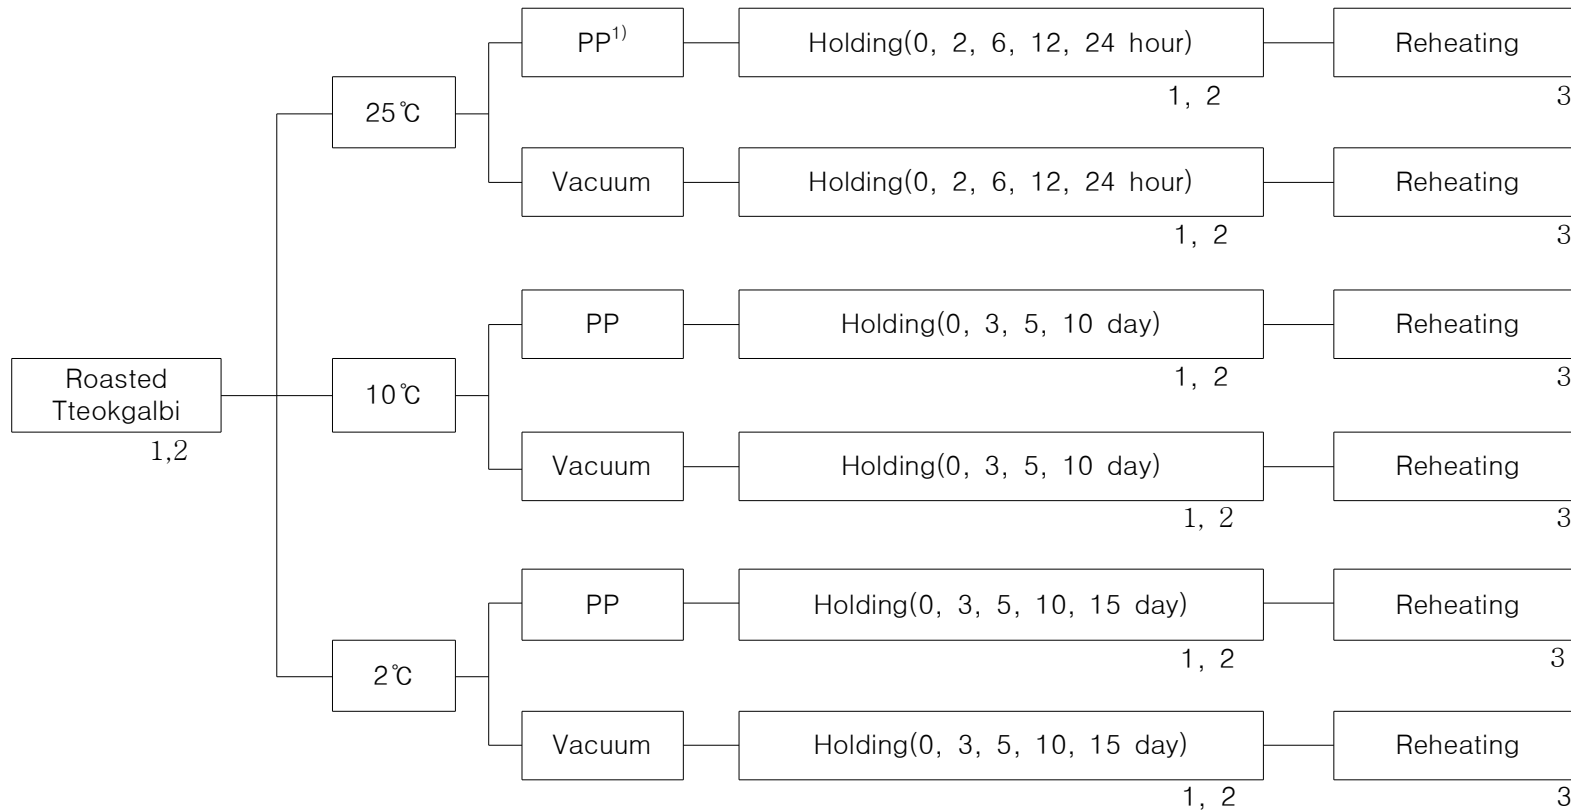 PP1) Holding(0, 2, 6, 12, 24 hour) Reheating
1, 2 3
25℃
Vacuum Holding(0, 2, 6, 12, 24 hour) Reheating
1, 2 3
PP Holding(0, 3, 5, 10 day) Reheating
1, 2 3
Roasted
Tteokgalbi
1,2
10℃
Vacuum Holding(0, 3, 5, 10 day) Reheating
1, 2 3
PP Holding(0, 3, 5, 10, 15 day) Reheating
1, 2 3
2℃
Vacuum Holding(0, 3, 5, 10, 15 day) Reheating
1, 2 3